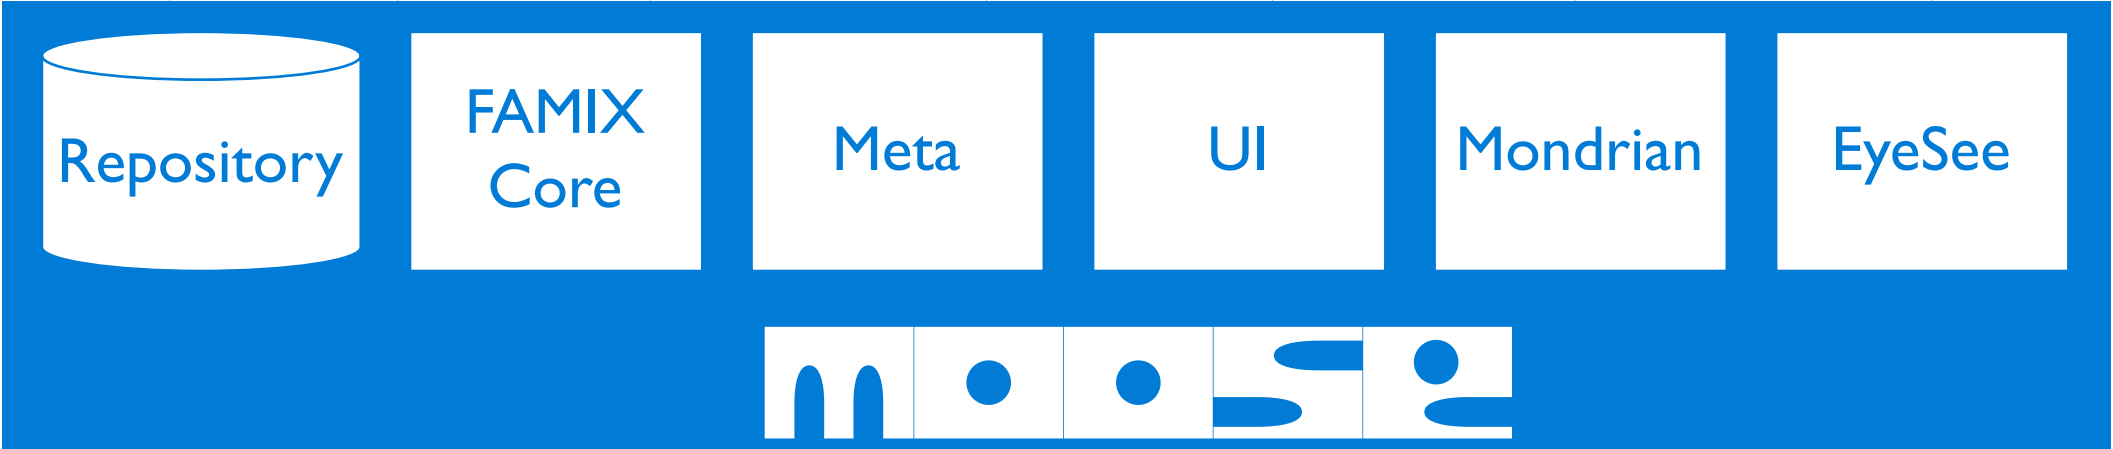 Repository
FAMIX
Core
Meta
UI
Mondrian
EyeSee
moose